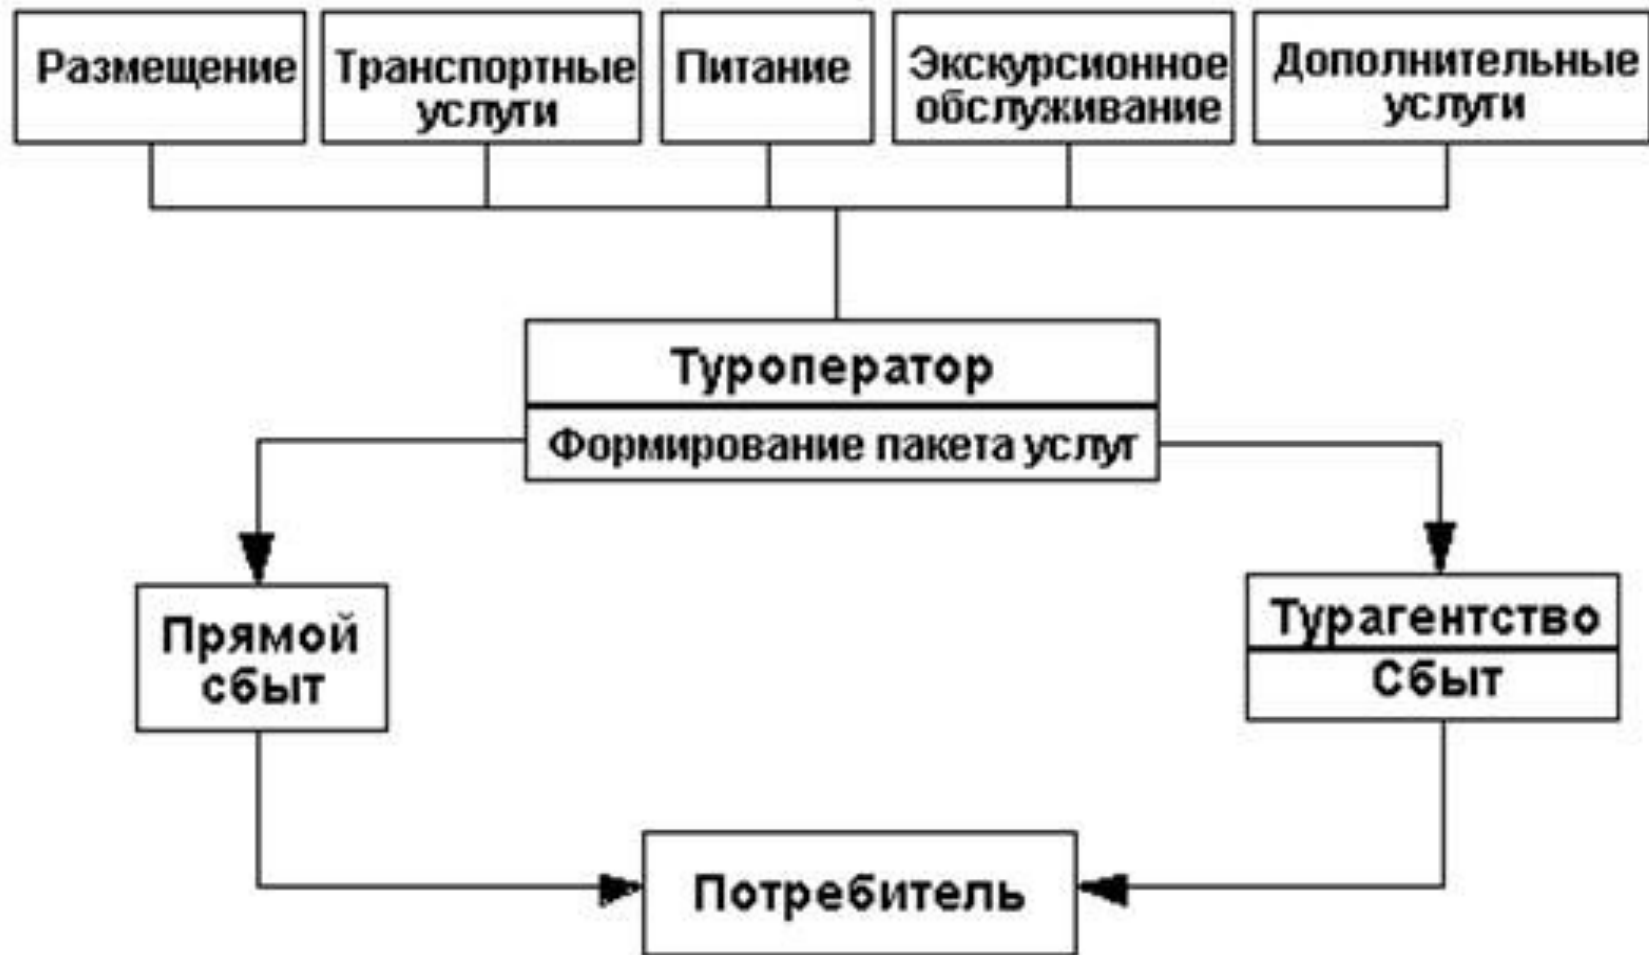 Размещение
Транспортные
услуги
Питание
Экскурсионное
обслуживание
Дополнительные
услуги
Туроператор
Формирование пакета услуг
Прямой
сбыт
Турагентство
Сбыт
Потребитель